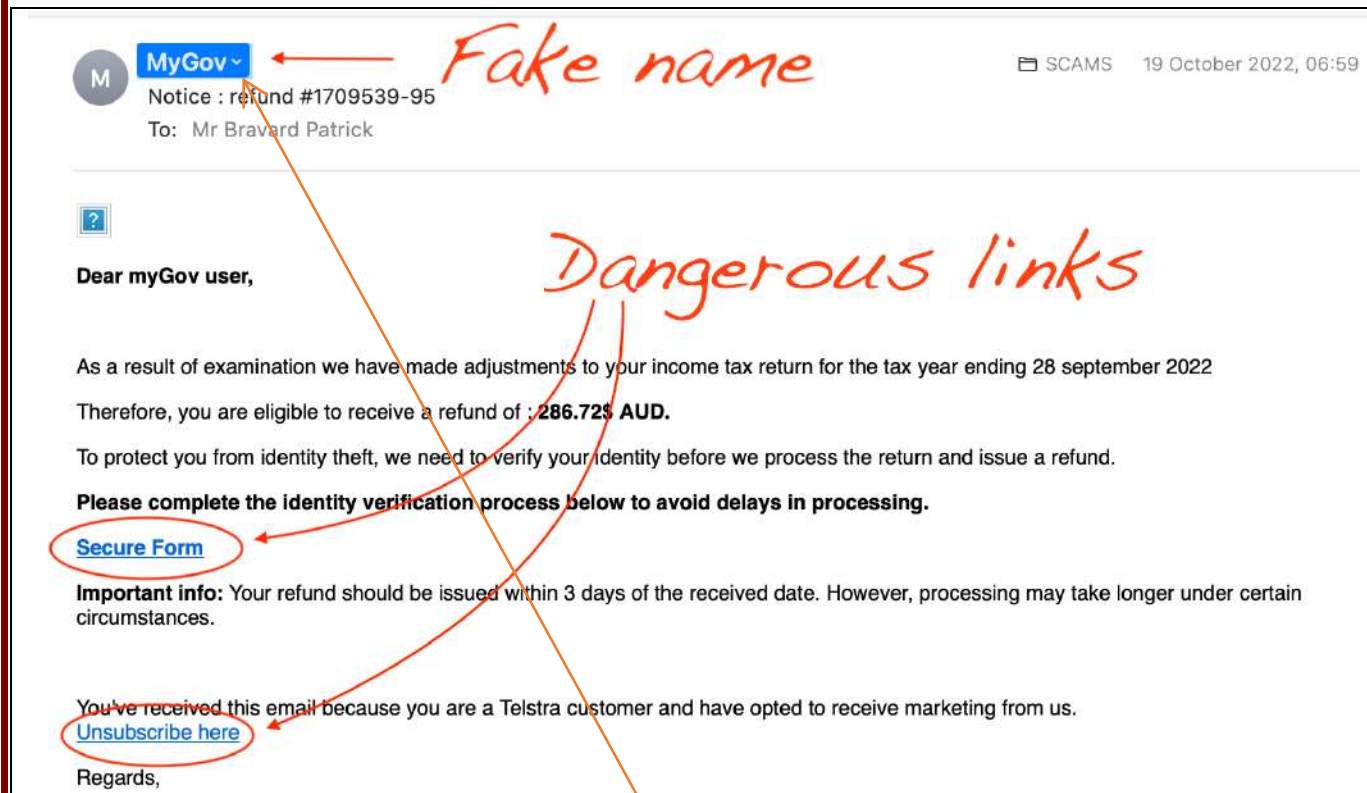 Fake name
M
MyGov
SCAMS 19 October 2022, 06:59
Notice : refund #1709539-95
To: Mr Bravard Patrick
?
Dangerous links
Dear myGov user,
As a result of examination we have made adjustments to your income tax return for the tax year ending 28 september 2022
Therefore, you are eligible to receive a refund of : 286.72$ AUD.
To protect you from identity theft, we need to verify your identity before we process the return and issue a refund.
Please complete the identity verification process below to avoid delays in processing.
Secure Form
Important info: Your refund should be issued within 3 days of the received date. However, processing may take longer under certain
circumstances.
You've received this email because you are a Telstra customer and have opted to receive marketing from us.
Unsubscribe here
Regards,